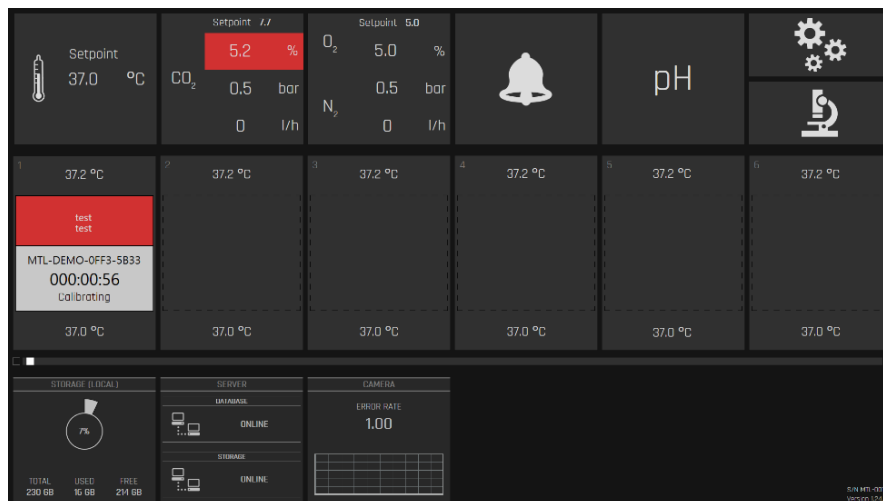 Setpoint
37.0 °C
Setpoint 7.7
5.2 %
CO2
0.5 bar
0 l/h
Setpoint 5.0
O2 5.0 %
0.5 bar
N2
0 l/h
pH
1 37.2 °C
2 37.2 °C
3 37.2 °C
4 37.2 °C
5 37.2 °C
6 37.2 °C
test
test
MTL-DEMO-0FF3-5B33
000:00:56
Calibrating
37.0 °C
37.0 °C
37.0 °C
37.0 °C
37.0 °C
37.0 °C
STORAGE (LOCAL)
7%
TOTAL USED FREE
230 GB 16 GB 214 GB
SERVER
DATABASE
ONLINE
STORAGE
ONLINE
CAMERA
ERROR RATE
1.00
S/N MTL-
Version